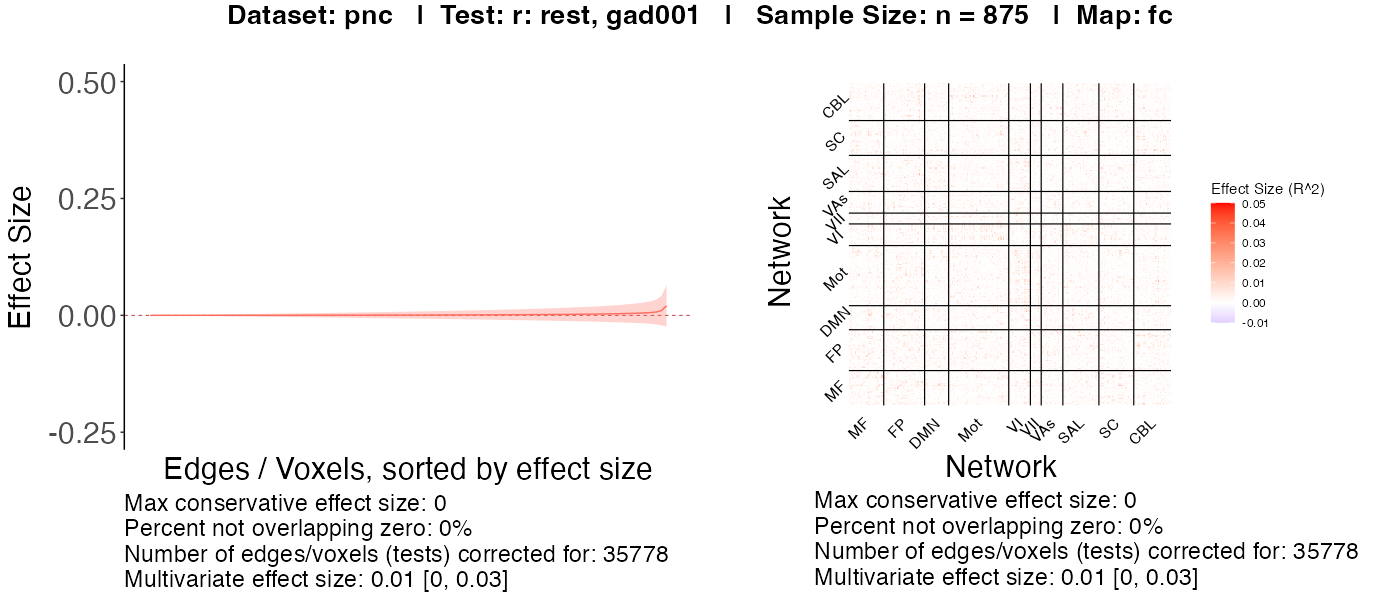 Dataset: pnc | Test: r: rest, gad001 | Sample Size: n = 875 | Map: fc
Effect Size
0.50
0.25
0.00
-0.25
Edges / Voxels, sorted by effect size
Max conservative effect size: 0
Percent not overlapping zero: 0%
Number of edges/voxels (tests) corrected for: 35778
Multivariate effect size: 0.01 [0, 0.03]
Network
CBL
SC
SAL
VAs
VII
VI
Mot
DMN
FP
MF
MF
FP
DMN
Mot
VI
VII
VAs
SAL
SC
CBL
Network
Effect Size (R^2)
0.05
0.04
0.03
0.02
0.01
0.00
-0.01
Max conservative effect size: 0
Percent not overlapping zero: 0%
Number of edges/voxels (tests) corrected for: 35778
Multivariate effect size: 0.01 [0, 0.03]